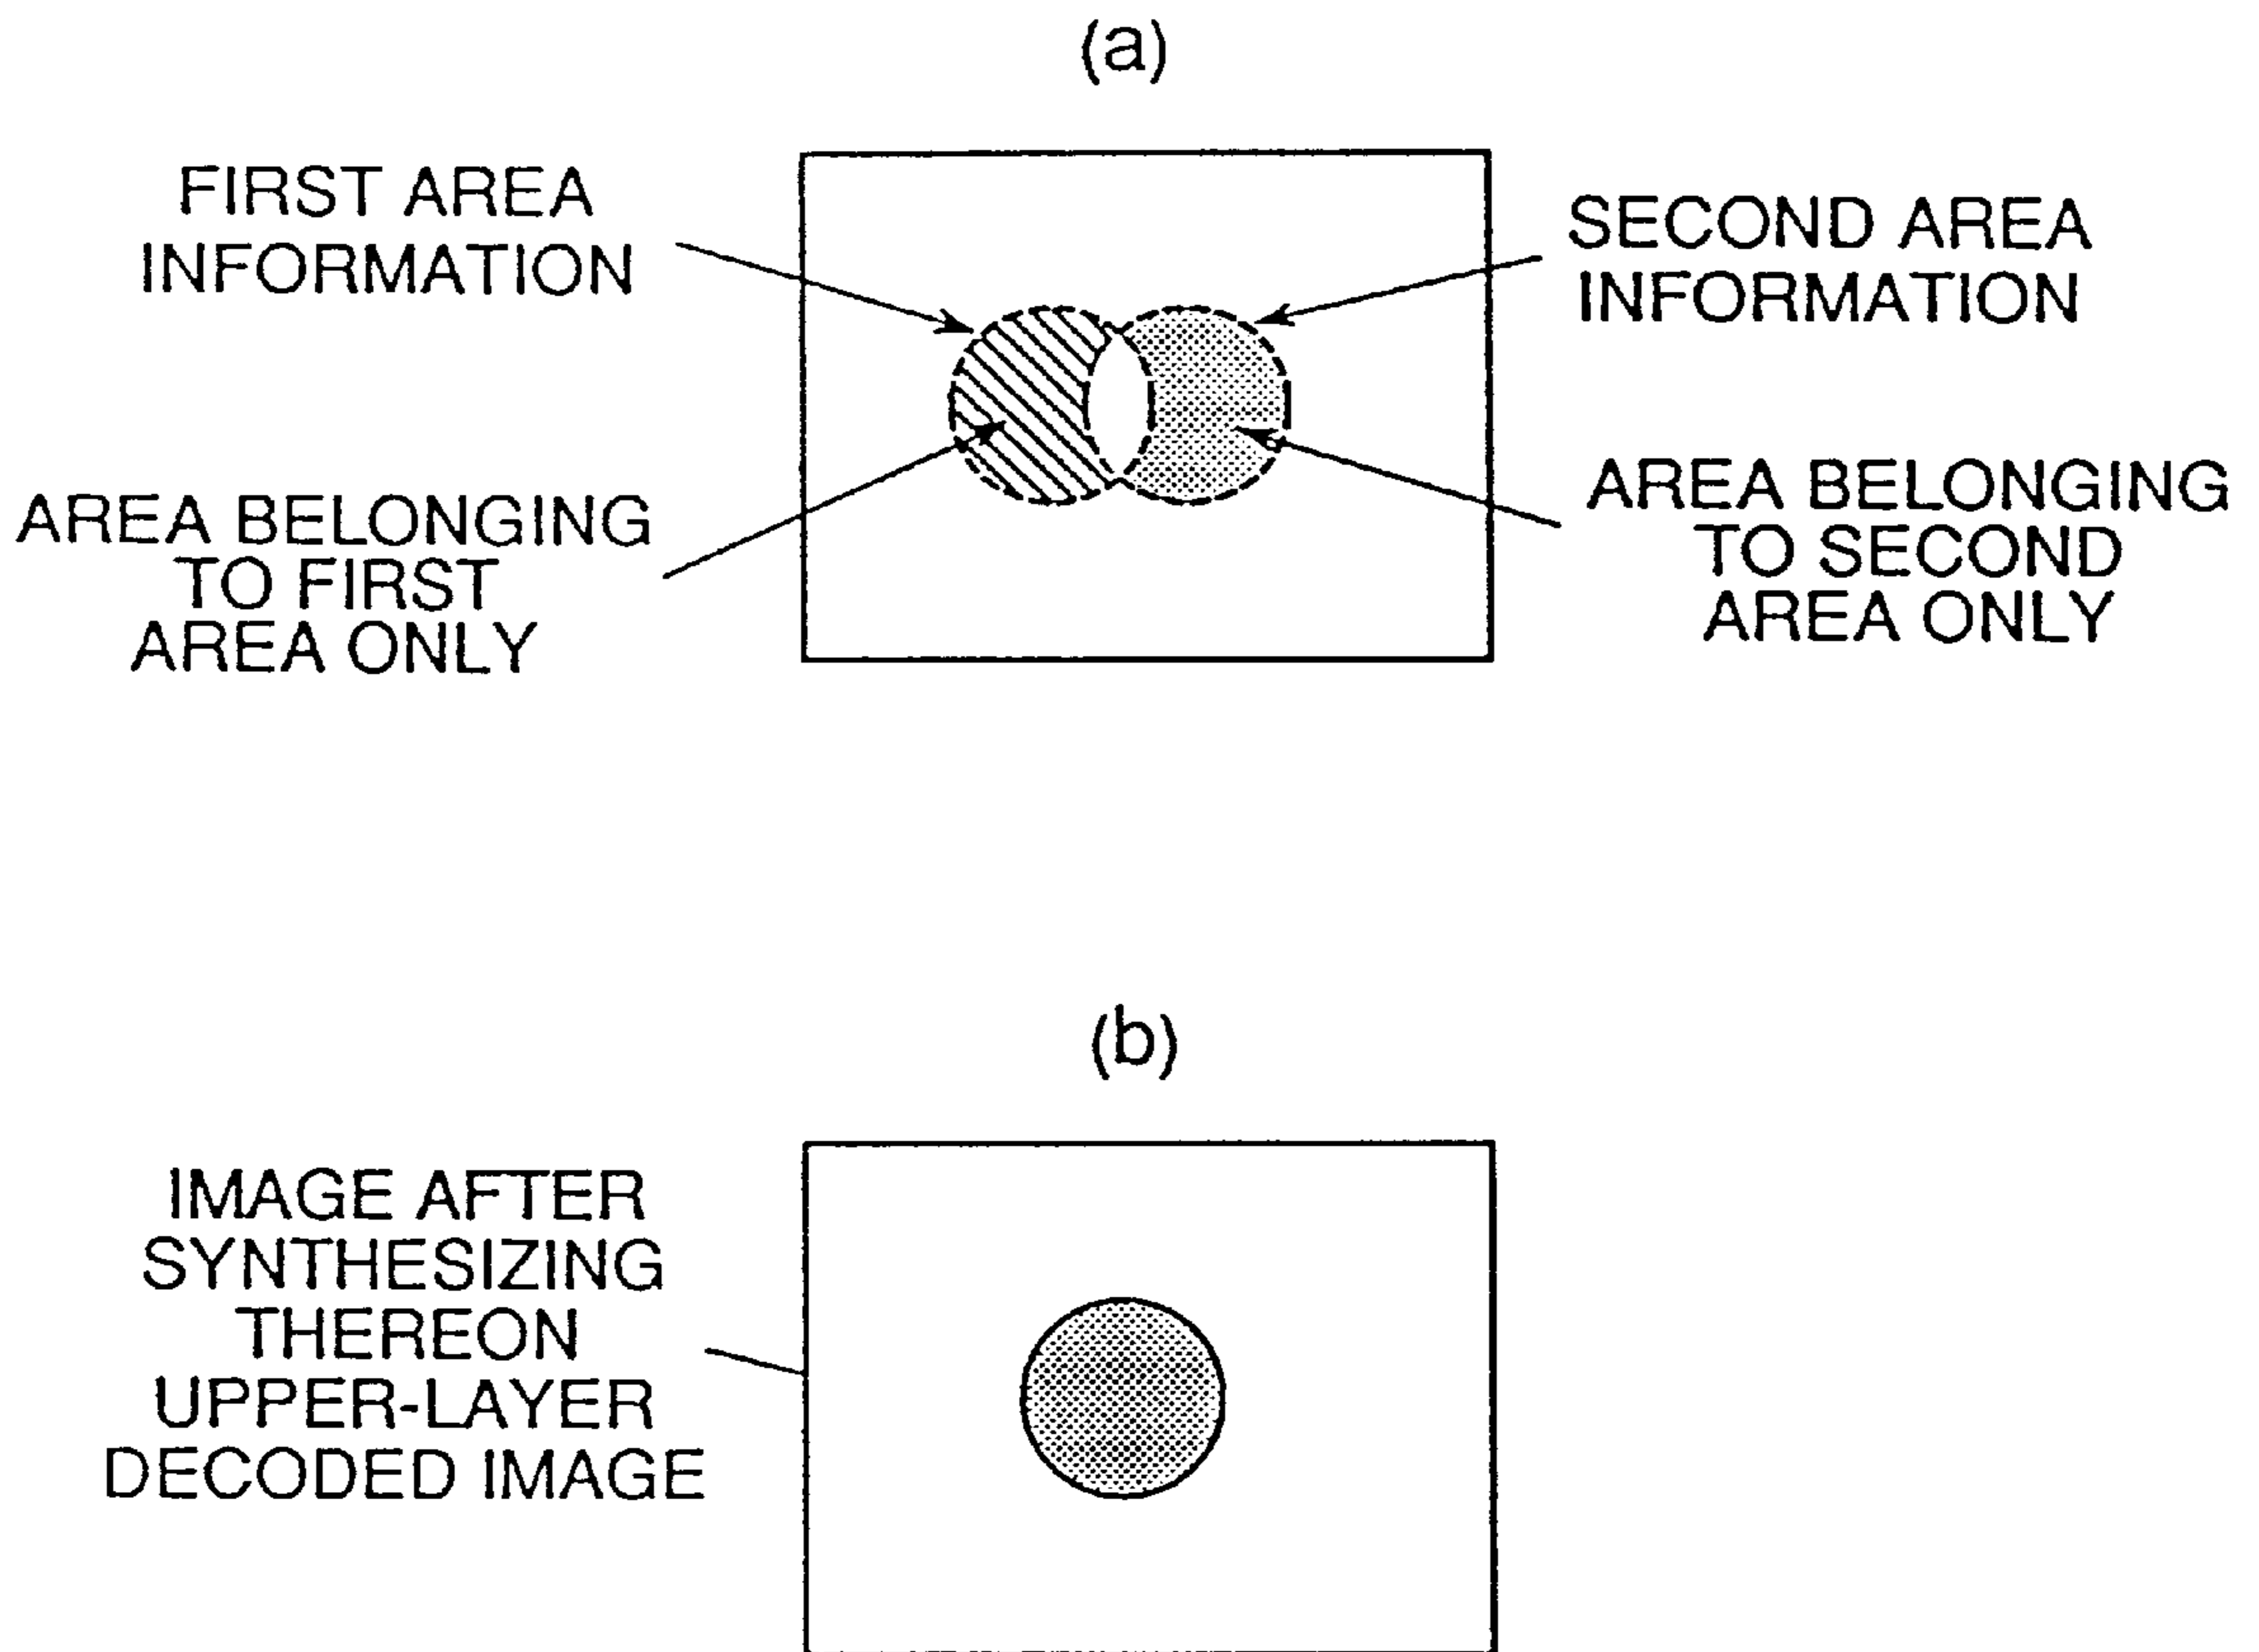 (a)
FIRST AREA
INFORMATION
SECOND AREA
INFORMATION
AREA BELONGING
TO FIRST
AREA ONLY
AREA BELONGING
TO SECOND
AREA ONLY
(b)
IMAGE AFTER
SYNTHESIZING
THEREON
UPPER-LAYER
DECODED IMAGE